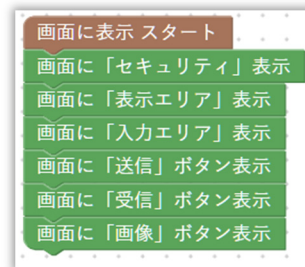 画面に表示 スタート
画面に「セキュリティ」表示
画面に「表示エリア」表示
画面に「入力エリア」表示
画面に「送信」ボタン表示
画面に「受信」ボタン表示
画面に「画像」ボタン表示